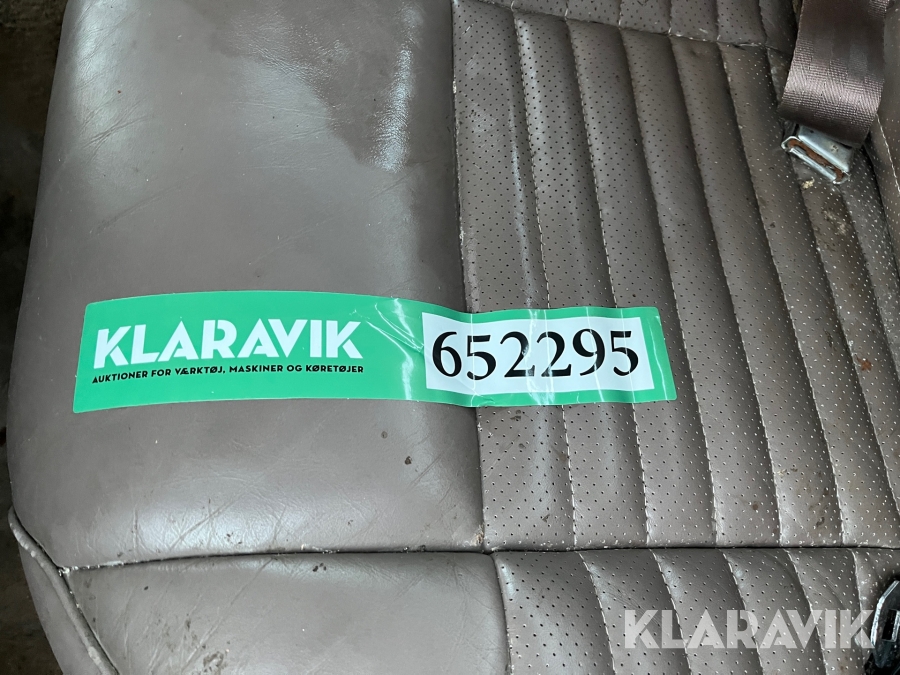 KLARAVIK
AUKTIONER FOR VÆRKTØJ, MASKINER OG KØRETØJER
652295
KLARAVIK